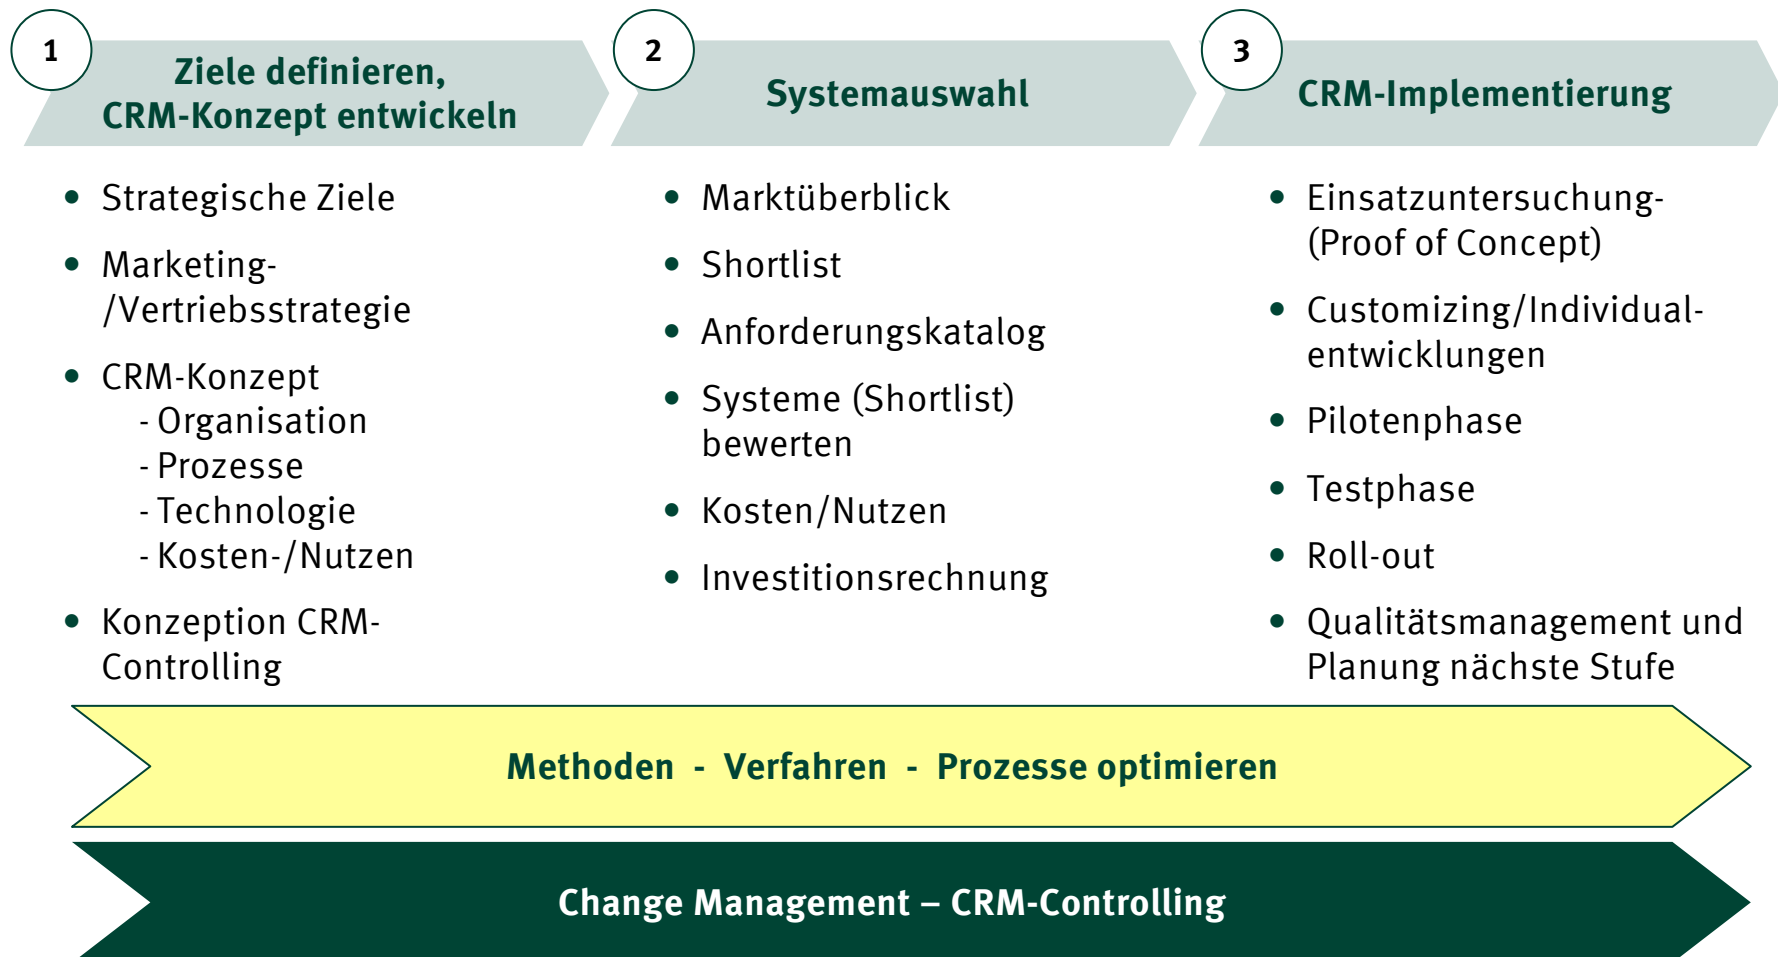 1
Ziele definieren,
CRM-Konzept entwickeln
• Strategische Ziele
• Marketing-
/Vertriebsstrategie
• CRM-Konzept
- Organisation
- Prozesse
- Technologie
- Kosten-/Nutzen
• Konzeption CRM-
Controlling
2
Systemauswahl
• Marktüberblick
• Shortlist
• Anforderungskatalog
• Systeme (Shortlist)
bewerten
• Kosten/Nutzen
• Investitionsrechnung
3
CRM-Implementierung
• Einsatzuntersuchung-
(Proof of Concept)
• Customizing/Individual-
entwicklungen
• Pilotenphase
• Testphase
• Roll-out
• Qualitätsmanagement und
Planung nächste Stufe
Methoden - Verfahren - Prozesse optimieren
Change Management – CRM-Controlling